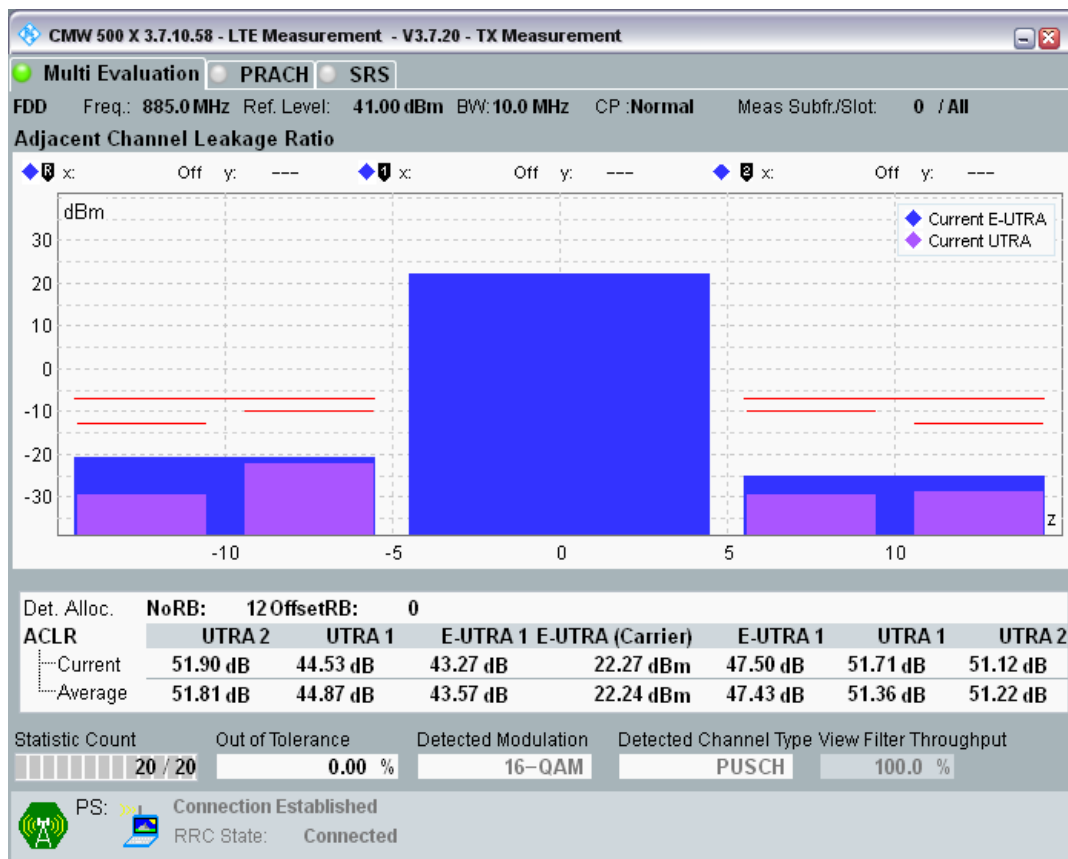 CMW 500 X 3.7.10.58 - LTE Measurement - V3.7.20 - TX Measurement
Multi Evaluation PRACH SRS
FDD Freq.: 885.0 MHz Ref. Level: 41.00 dBm BW: 10.0 MHz CP :Normal Meas Subfr./Slot: 0 / All
Adjacent Channel Leakage Ratio
R x: Off y: --- 1 x: Off y: --- 2 x: Off y: ---
dBm
Current E-UTRA
Current UTRA
30
20
10
0
-10
-20
-30
z
-10 -5 0 5 10
Det. Alloc. NoRB: 12 OffsetRB: 0
ACLR UTRA 2 UTRA 1 E-UTRA 1 E-UTRA (Carrier) E-UTRA 1 UTRA 1 UTRA 2
Current 51.90 dB 44.53 dB 43.27 dB 22.27 dBm 47.50 dB 51.71 dB 51.12 dB
Average 51.81 dB 44.87 dB 43.57 dB 22.24 dBm 47.43 dB 51.36 dB 51.22 dB
Statistic Count Out of Tolerance Detected Modulation Detected Channel Type View Filter Throughput
20 / 20 0.00 % 16-QAM PUSCH 100.0 %
PS: Connection Established
RRC State: Connected